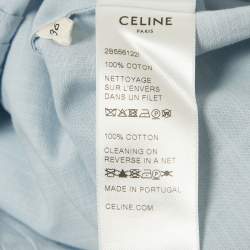 CELINE
PARIS
36
100% COTON
NETTOYAGE
SUR L'ENVERS
DANS UN FILET
100% COTTON
CLEANING ON
REVERSE IN A NET
MADE IN PORTUGAL
CELINE.COM